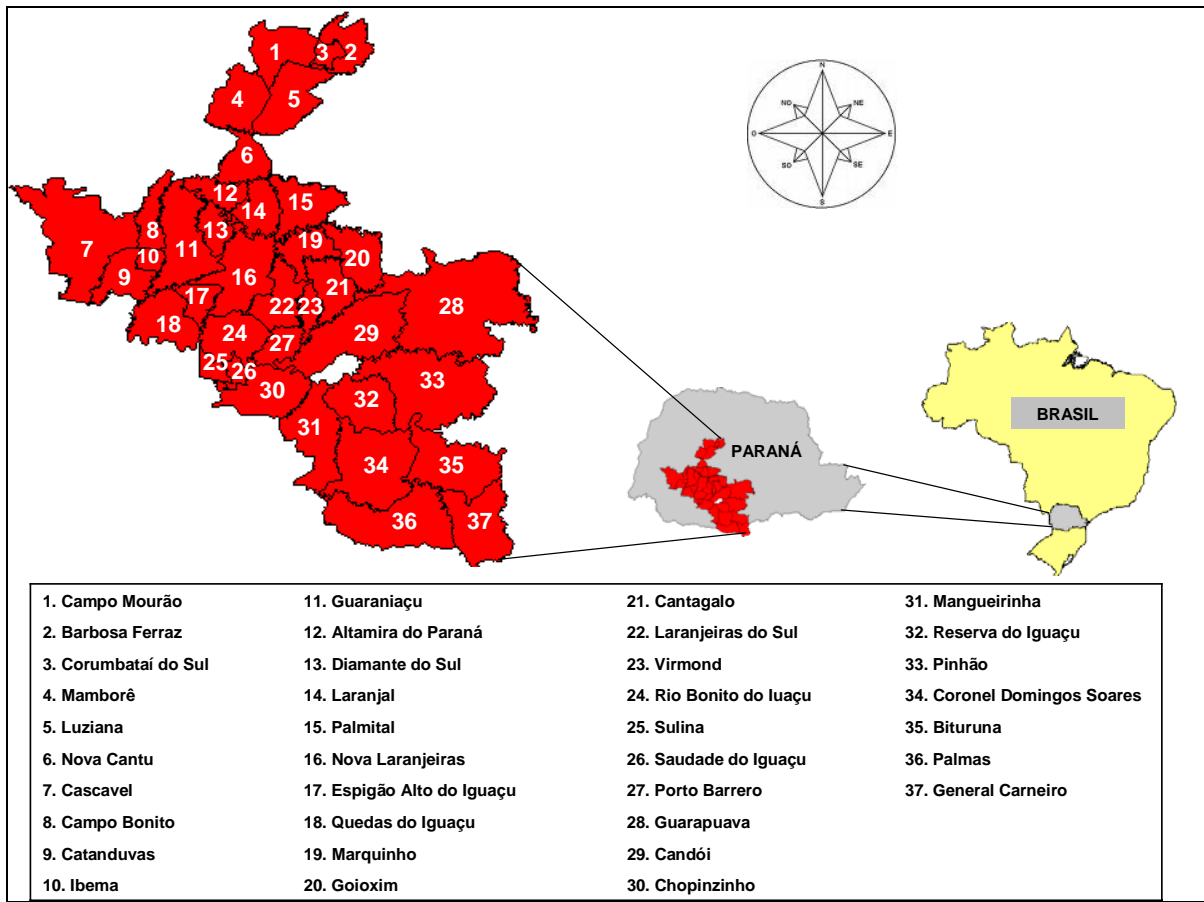 1
3
2
4
5
6
12
14
15
7
8
13
11
10
9
19
20
16
21
17
22
23
28
18
24
29
27
25
26
30
33
32
31
34
35
36
37
N
NO
NE
O
E
SO
SE
S
PARANÁ
BRASIL
1. Campo Mourão
2. Barbosa Ferraz
3. Corumbataí do Sul
4. Mamborê
5. Luziana
6. Nova Cantu
7. Cascavel
8. Campo Bonito
9. Catanduvas
10. Ibema
11. Guaraniaçu
12. Altamira do Paraná
13. Diamante do Sul
14. Laranjal
15. Palmital
16. Nova Laranjeiras
17. Espigão Alto do Iguaçu
18. Quedas do Iguaçu
19. Marquinho
20. Goioxim
21. Cantagalo
22. Laranjeiras do Sul
23. Virmond
24. Rio Bonito do Iuaçu
25. Sulina
26. Saudade do Iguaçu
27. Porto Barrero
28. Guarapuava
29. Candói
30. Chopinzinho
31. Mangueirinha
32. Reserva do Iguaçu
33. Pinhão
34. Coronel Domingos Soares
35. Bituruna
36. Palmas
37. General Carneiro